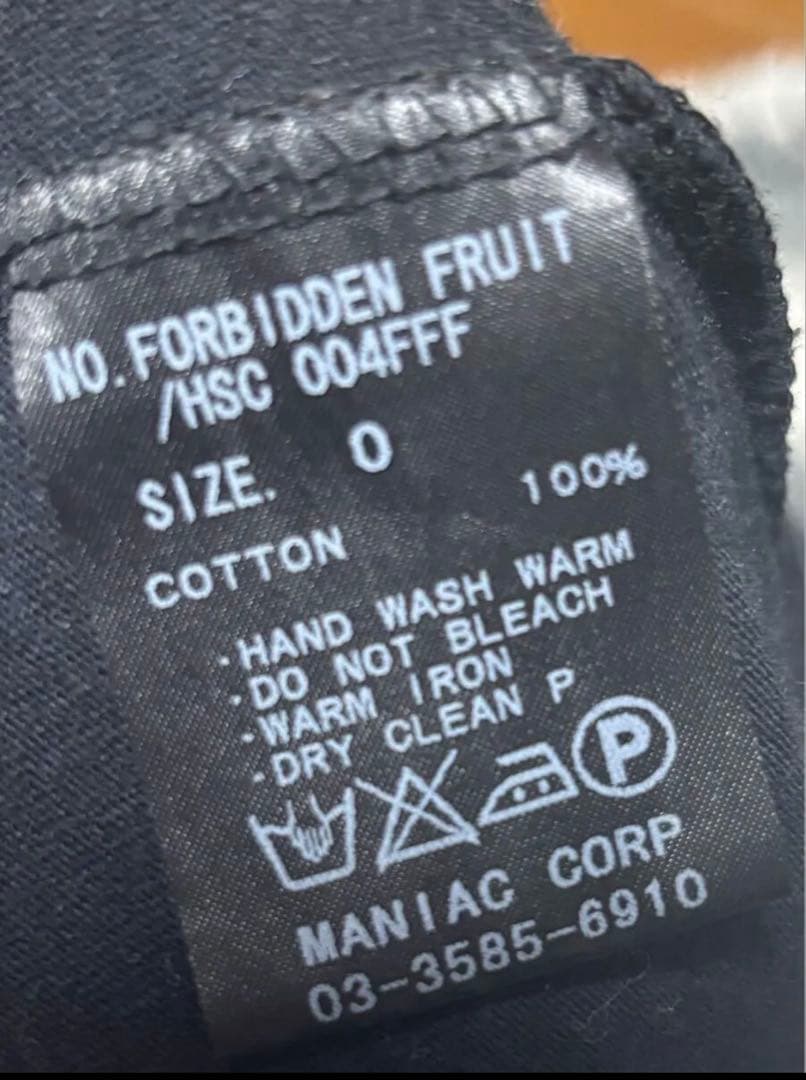 NO.FORBIDDEN FRUIT
/HSC 004FFF
SIZE. 0
COTTON 100%
·HAND WASH WARM
·DO NOT BLEACH
·WARM IRON
·DRY CLEAN P
P
MANIAC CORP
03-3585-6910